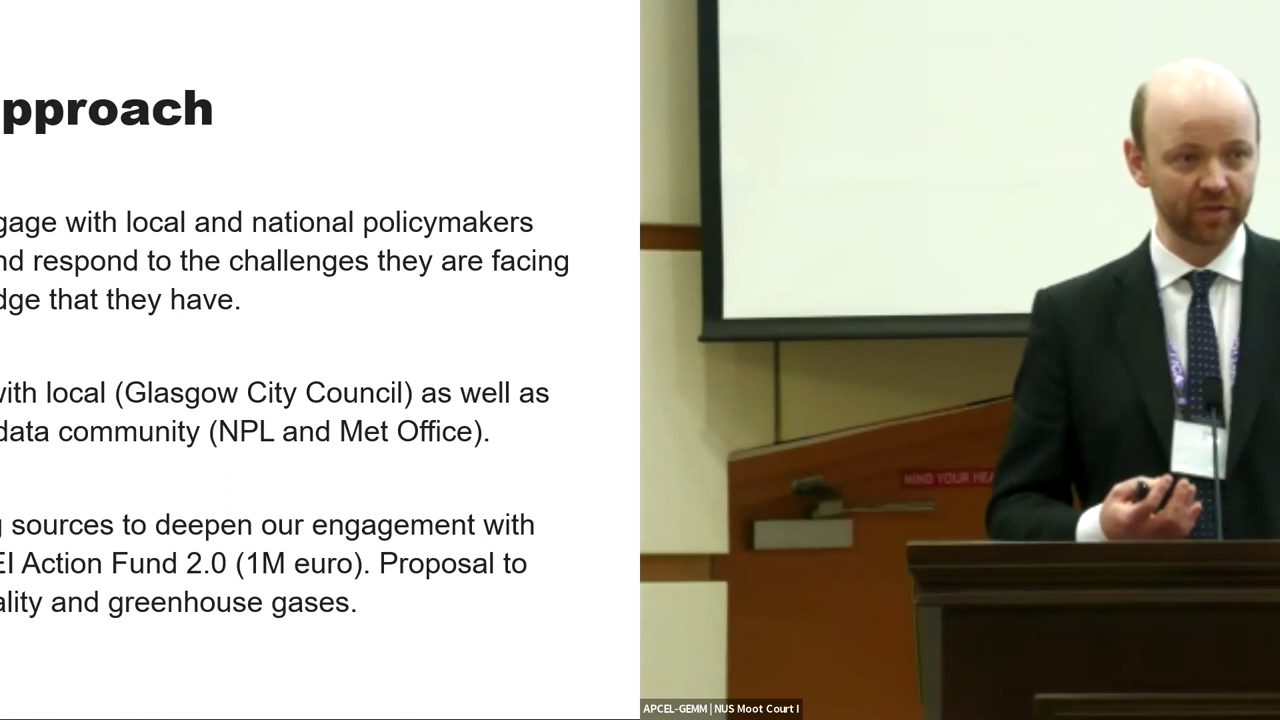 pproach
gage with local and national policymakers
nd respond to the challenges they are facing
dge that they have.
with local (Glasgow City Council) as well as
data community (NPL and Met Office).
g sources to deepen our engagement with
EI Action Fund 2.0 (1M euro). Proposal to
ality and greenhouse gases.
MIND YOUR HEA
APCEL-GEMM | NUS Moot Court I